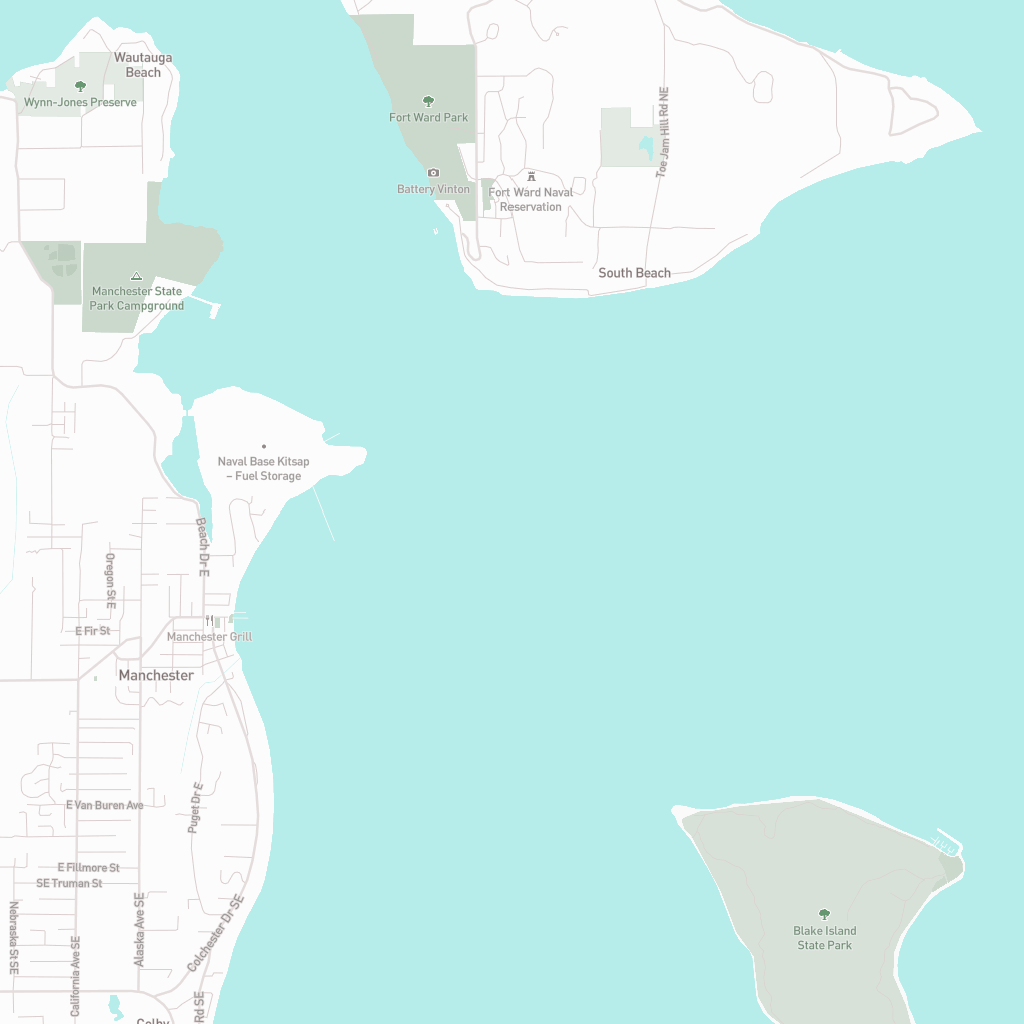 Wautauga
Beach
Wynn-Jones Preserve
Fort Ward Park
Toe Jam Hill Rd NE
Battery Vinton
Fort Ward Naval
Reservation
South Beach
Manchester State
Park Campground
Naval Base Kitsap
– Fuel Storage
Beach Dr E
Oregon St E
E Fir St
Manchester Grill
Manchester
Puget Dr E
E Van Buren Ave
E Fillmore St
SE Truman St
Nebraska St SE
Alaska Ave SE
California Ave SE
Colchester Dr SE
Blake Island
State Park
Rd SE
Colby